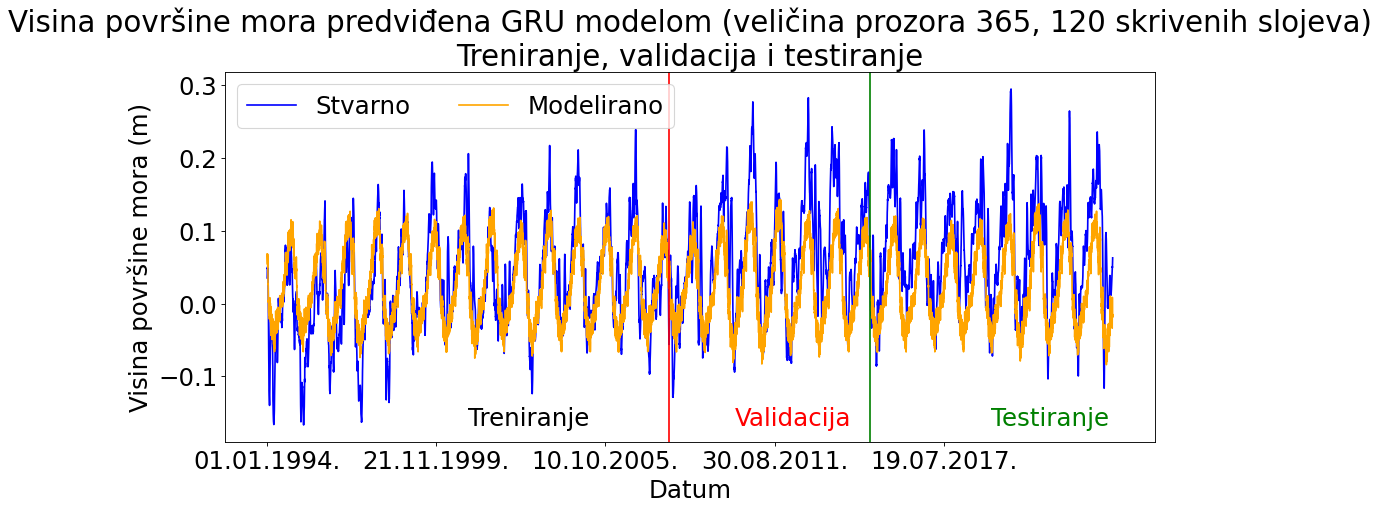 Visina površine mora predviđena GRU modelom (veličina prozora 365, 120 skrivenih slojeva)
Treniranje, validacija i testiranje
Stvarno
Modelirano
Visina površine mora (m)
0.3
0.2
0.1
0.0
−0.1
Treniranje
Validacija
Testiranje
01.01.1994.
21.11.1999.
10.10.2005.
30.08.2011.
19.07.2017.
Datum